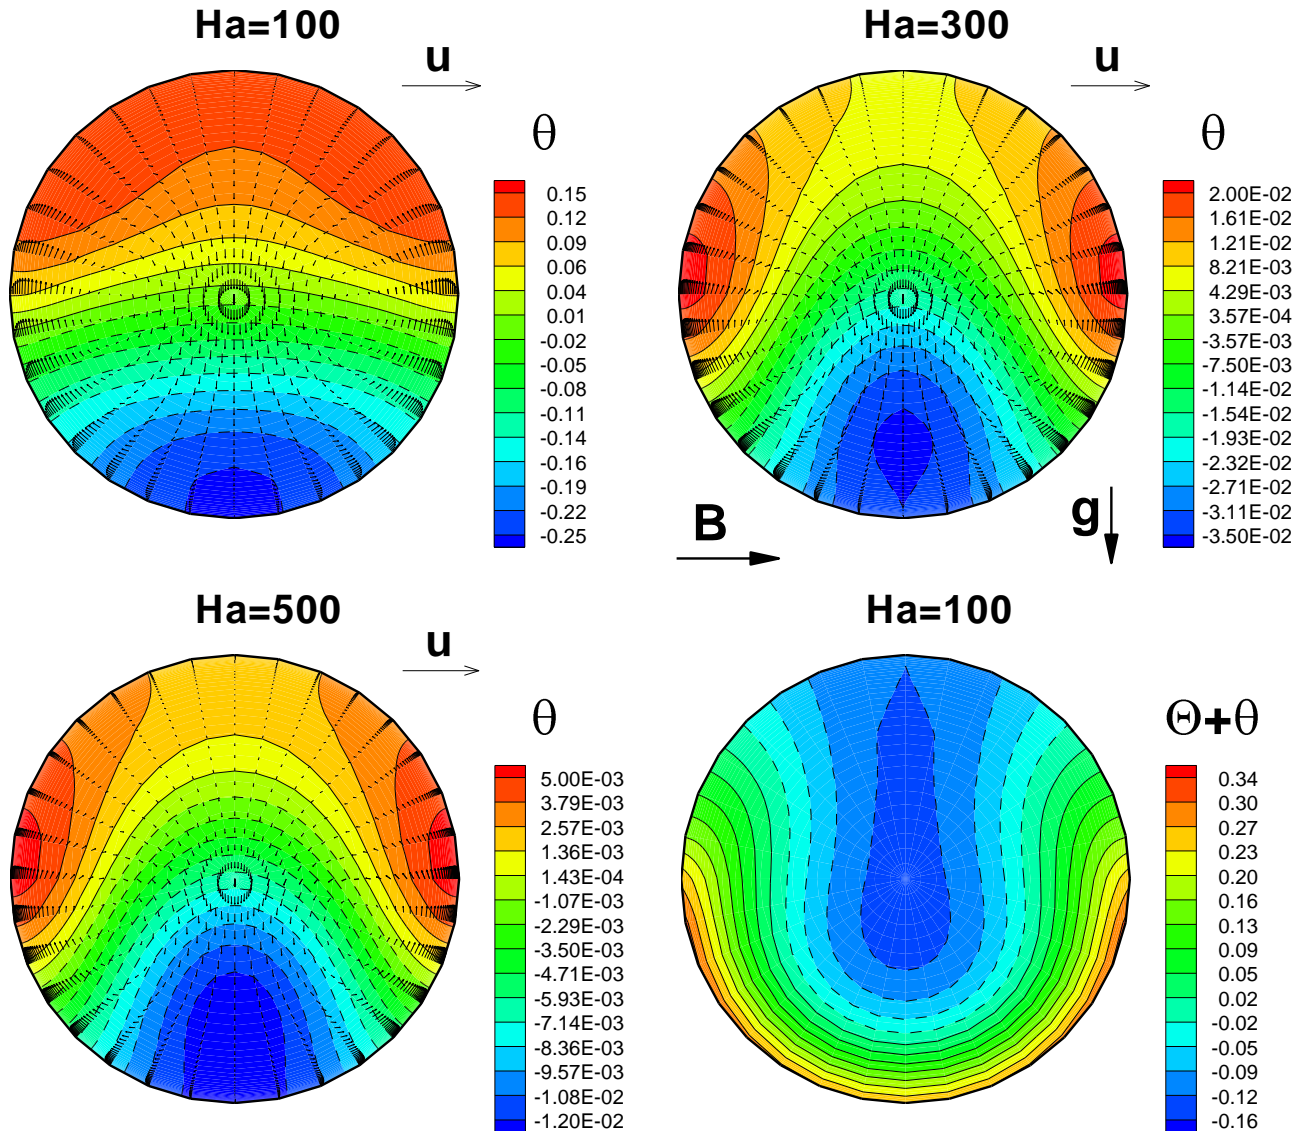 Ha=100
u
θ
0.15
0.12
0.09
0.06
0.04
0.01
-0.02
-0.05
-0.08
-0.11
-0.14
-0.16
-0.19
-0.22
-0.25
Ha=300
u
θ
2.00E-02
1.61E-02
1.21E-02
8.21E-03
4.29E-03
3.57E-04
-3.57E-03
-7.50E-03
-1.14E-02
-1.54E-02
-1.93E-02
-2.32E-02
-2.71E-02
-3.11E-02
-3.50E-02
B
g
Ha=500
u
θ
5.00E-03
3.79E-03
2.57E-03
1.36E-03
1.43E-04
-1.07E-03
-2.29E-03
-3.50E-03
-4.71E-03
-5.93E-03
-7.14E-03
-8.36E-03
-9.57E-03
-1.08E-02
-1.20E-02
Ha=100
Θ+θ
0.34
0.30
0.27
0.23
0.20
0.16
0.13
0.09
0.05
0.02
-0.02
-0.05
-0.09
-0.12
-0.16